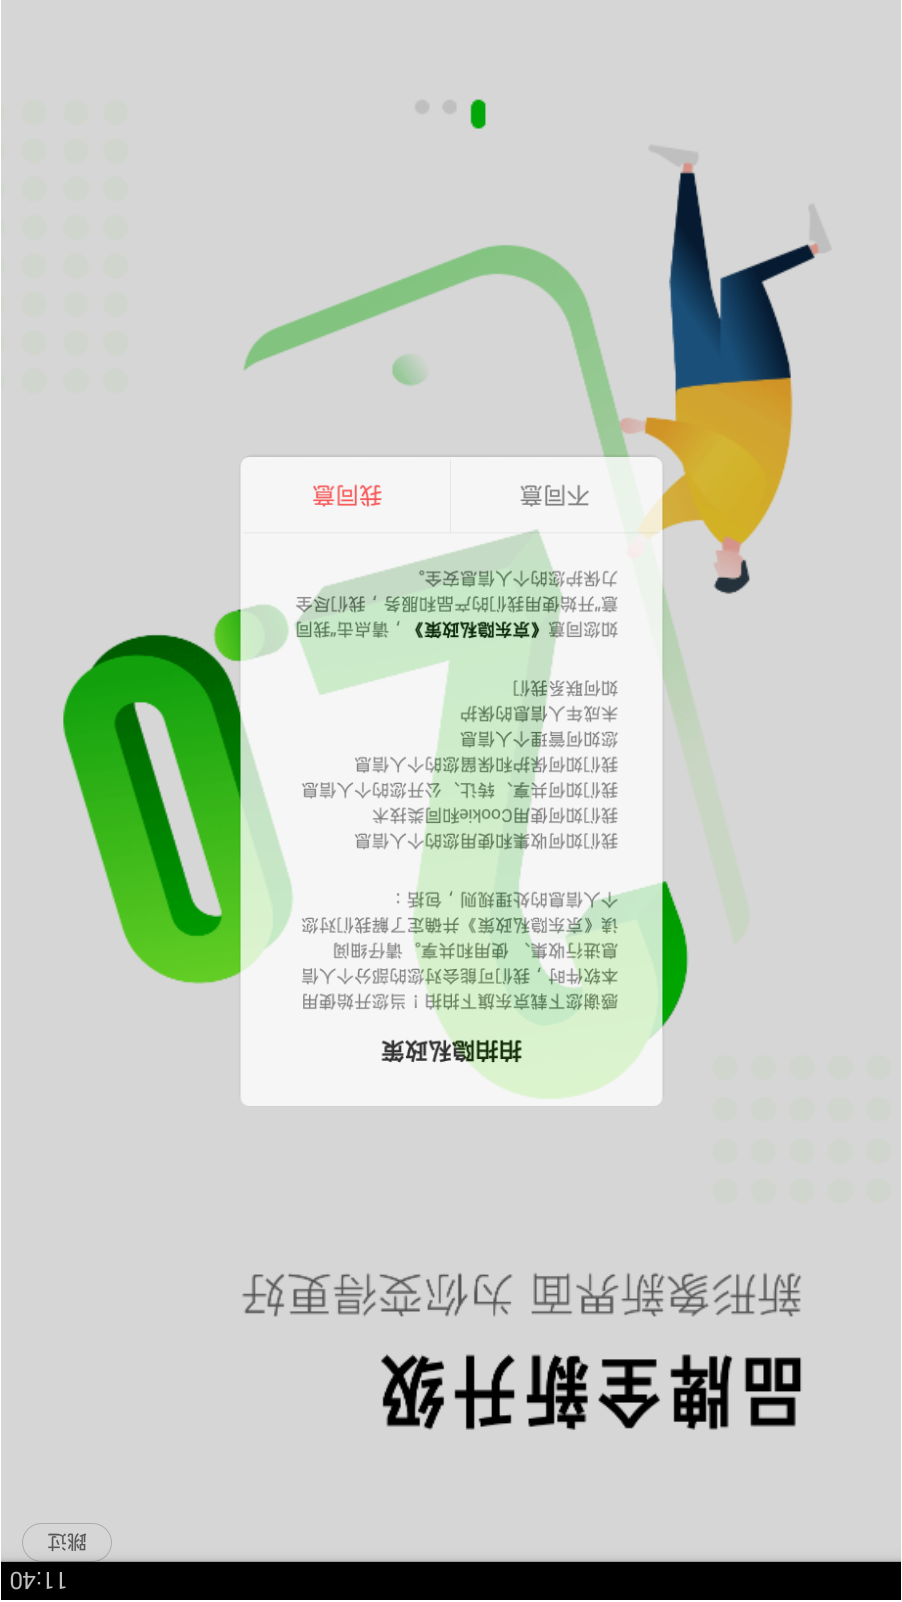 11:40
跳过
品牌全新升级
新形象新界面 为你变得更好
拍拍隐私政策
感谢您下载京东旗下拍拍！当您开始使用
本软件时，我们可能会对您的部分个人信
息进行收集、使用和共享。请仔细阅
读《京东隐私政策》并确定了解我们对您
个人信息的处理规则，包括：
我们如何收集和使用您的个人信息
我们如何使用Cookie和同类技术
我们如何共享、转让、公开您的个人信息
我们如何保护和保留您的个人信息
您如何管理个人信息
未成年人信息的保护
如何联系我们
如您同意《京东隐私政策》，请点击“我同
意”开始使用我们的产品和服务，我们尽全
力保护您的个人信息安全。
不同意
我同意
7.0